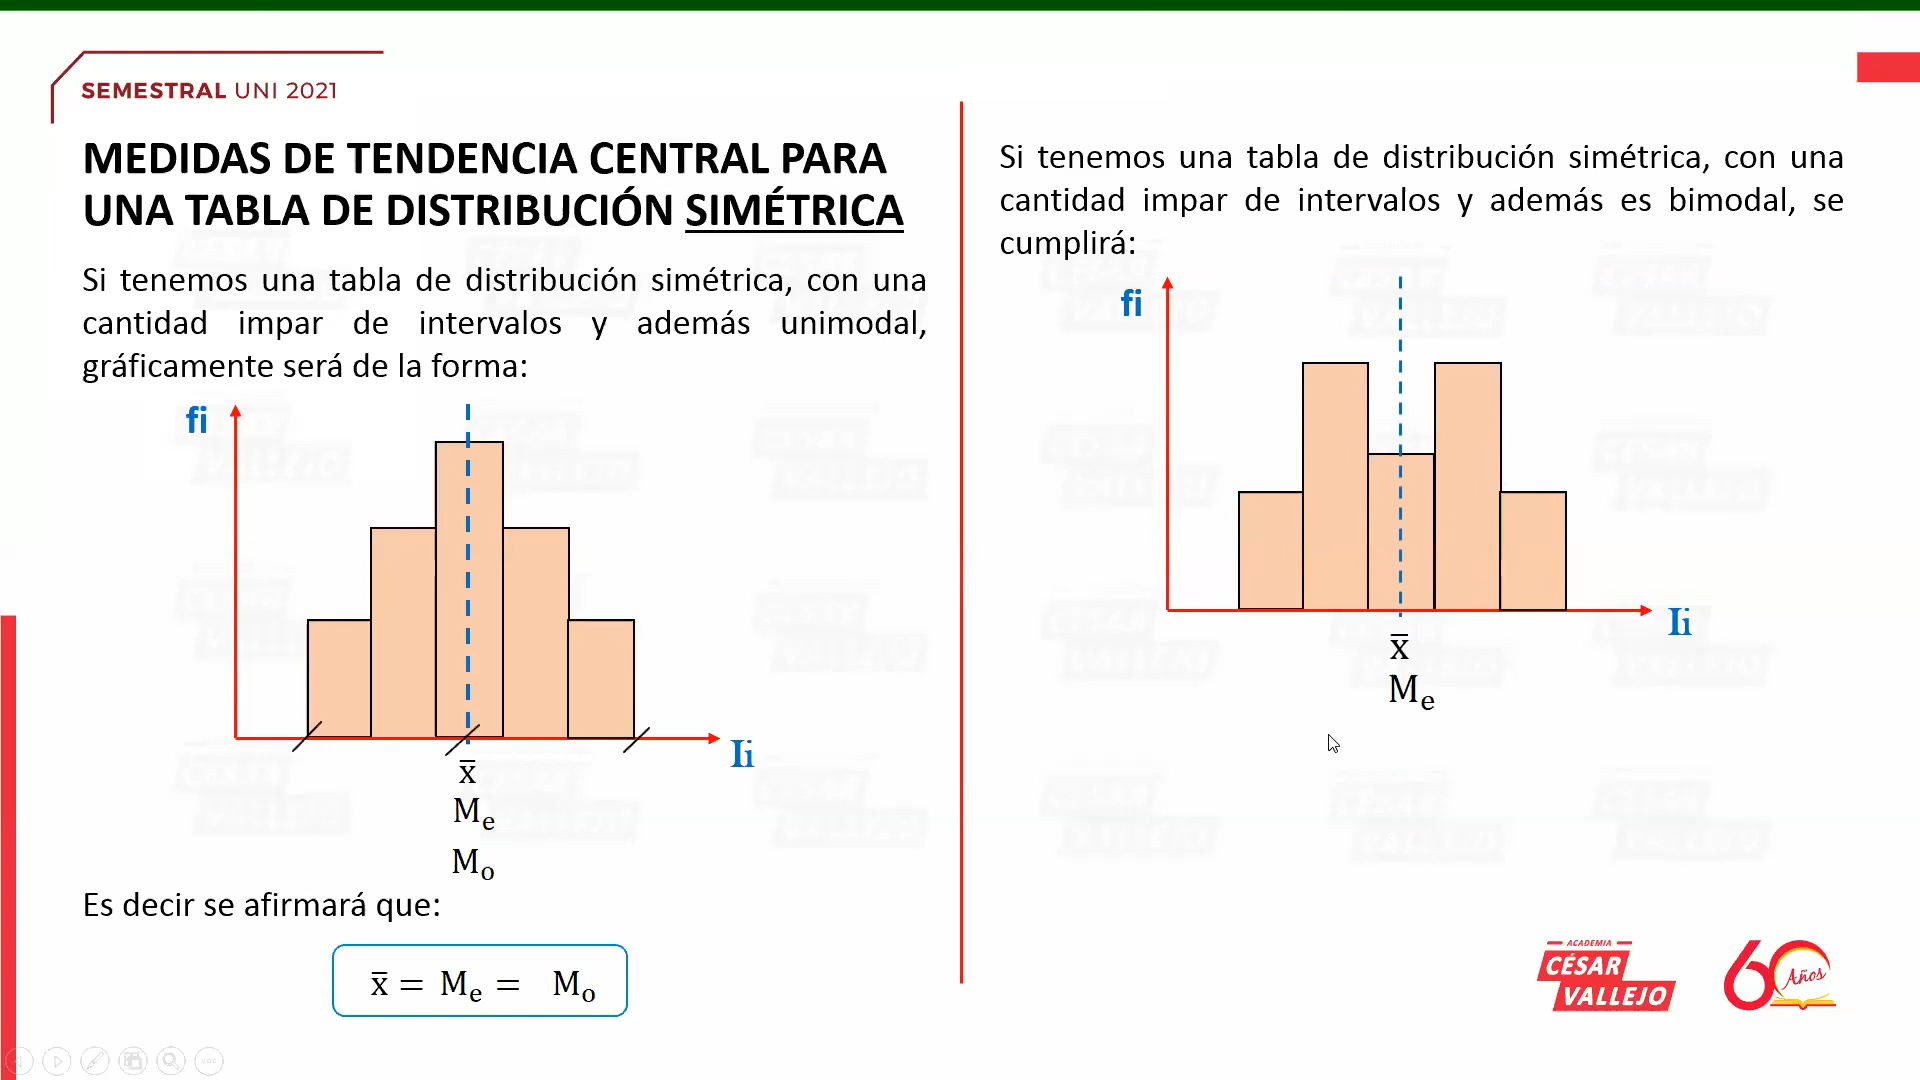 SEMESTRAL UNI 2021
MEDIDAS DE TENDENCIA CENTRAL PARA
UNA TABLA DE DISTRIBUCIÓN SIMÉTRICA
Si tenemos una tabla de distribución simétrica, con una
cantidad impar de intervalos y además unimodal,
gráficamente será de la forma:
fi
Ii
x̅
Me
Mo
Es decir se afirmará que:
x̅ = Me = Mo
Si tenemos una tabla de distribución simétrica, con una
cantidad impar de intervalos y además es bimodal, se
cumplirá:
fi
Ii
x̅
Me
ACADEMIA
CÉSAR
VALLEJO
60 Años